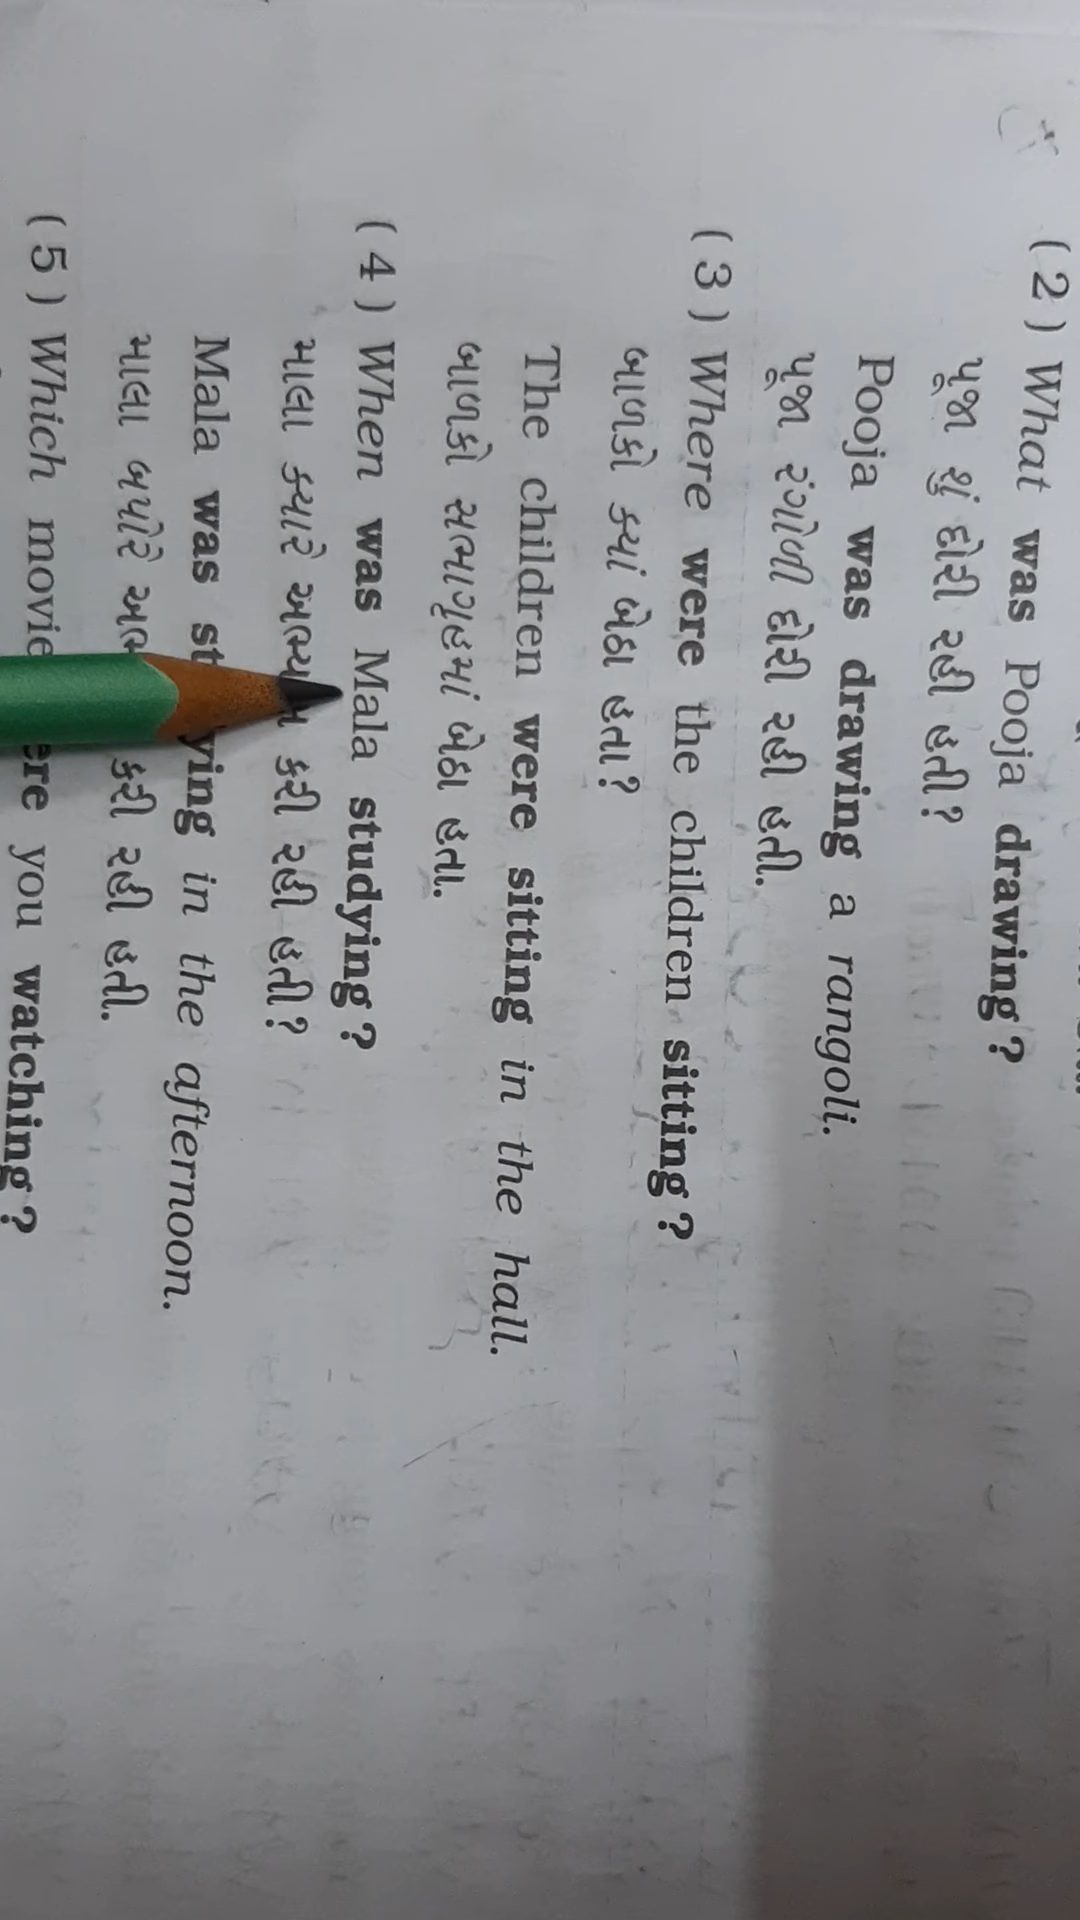 (2) What was Pooja drawing?
પૂજા શું દોરી રહી હતી?
Pooja was drawing a rangoli.
પૂજા રંગોળી દોરી રહી હતી.
(3) Where were the children sitting?
બાળકો ક્યાં બેઠા હતા?
The children were sitting in the hall.
બાળકો સભાગૃહમાં બેઠા હતા.
(4) When was Mala studying?
માલા ક્યારે કરી રહી હતી?
Mala was in the afternoon.
માલા બપોરે કરી રહી હતી.
(5) Which movie you watching?